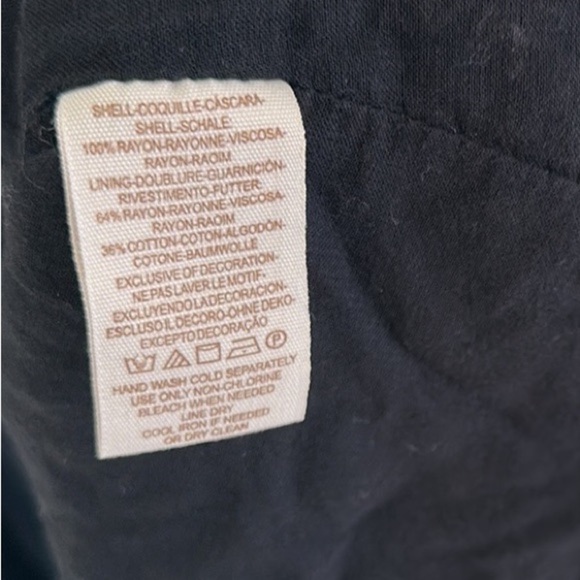 SHELL-COQUILLE-CÁSCARA-
SHELL-SCHALE
100% RAYON-RAYONNE-VISCOSA-
RAYON-RAOIM
LINING-DOUBLURE-GUARNICIÓN-
RIVESTIMENTO-FUTTER
64% RAYON-RAYONNE-VISCOSA-
RAYON-RAOIM
36% COTTON-COTON-ALGODÓN-
COTONE-BAUMWOLLE
EXCLUSIVE OF DECORATION-
NE PAS LAVER LE MOTIF-
EXCLUYENDO LA DECORACION-
ESCLUSO IL DECORO-OHNE DEKO-
EXCEPTO DECORAÇÃO
P
HAND WASH COLD SEPARATELY
USE ONLY NON-CHLORINE
BLEACH WHEN NEEDED
LINE DRY
COOL IRON IF NEEDED
OR DRY CLEAN